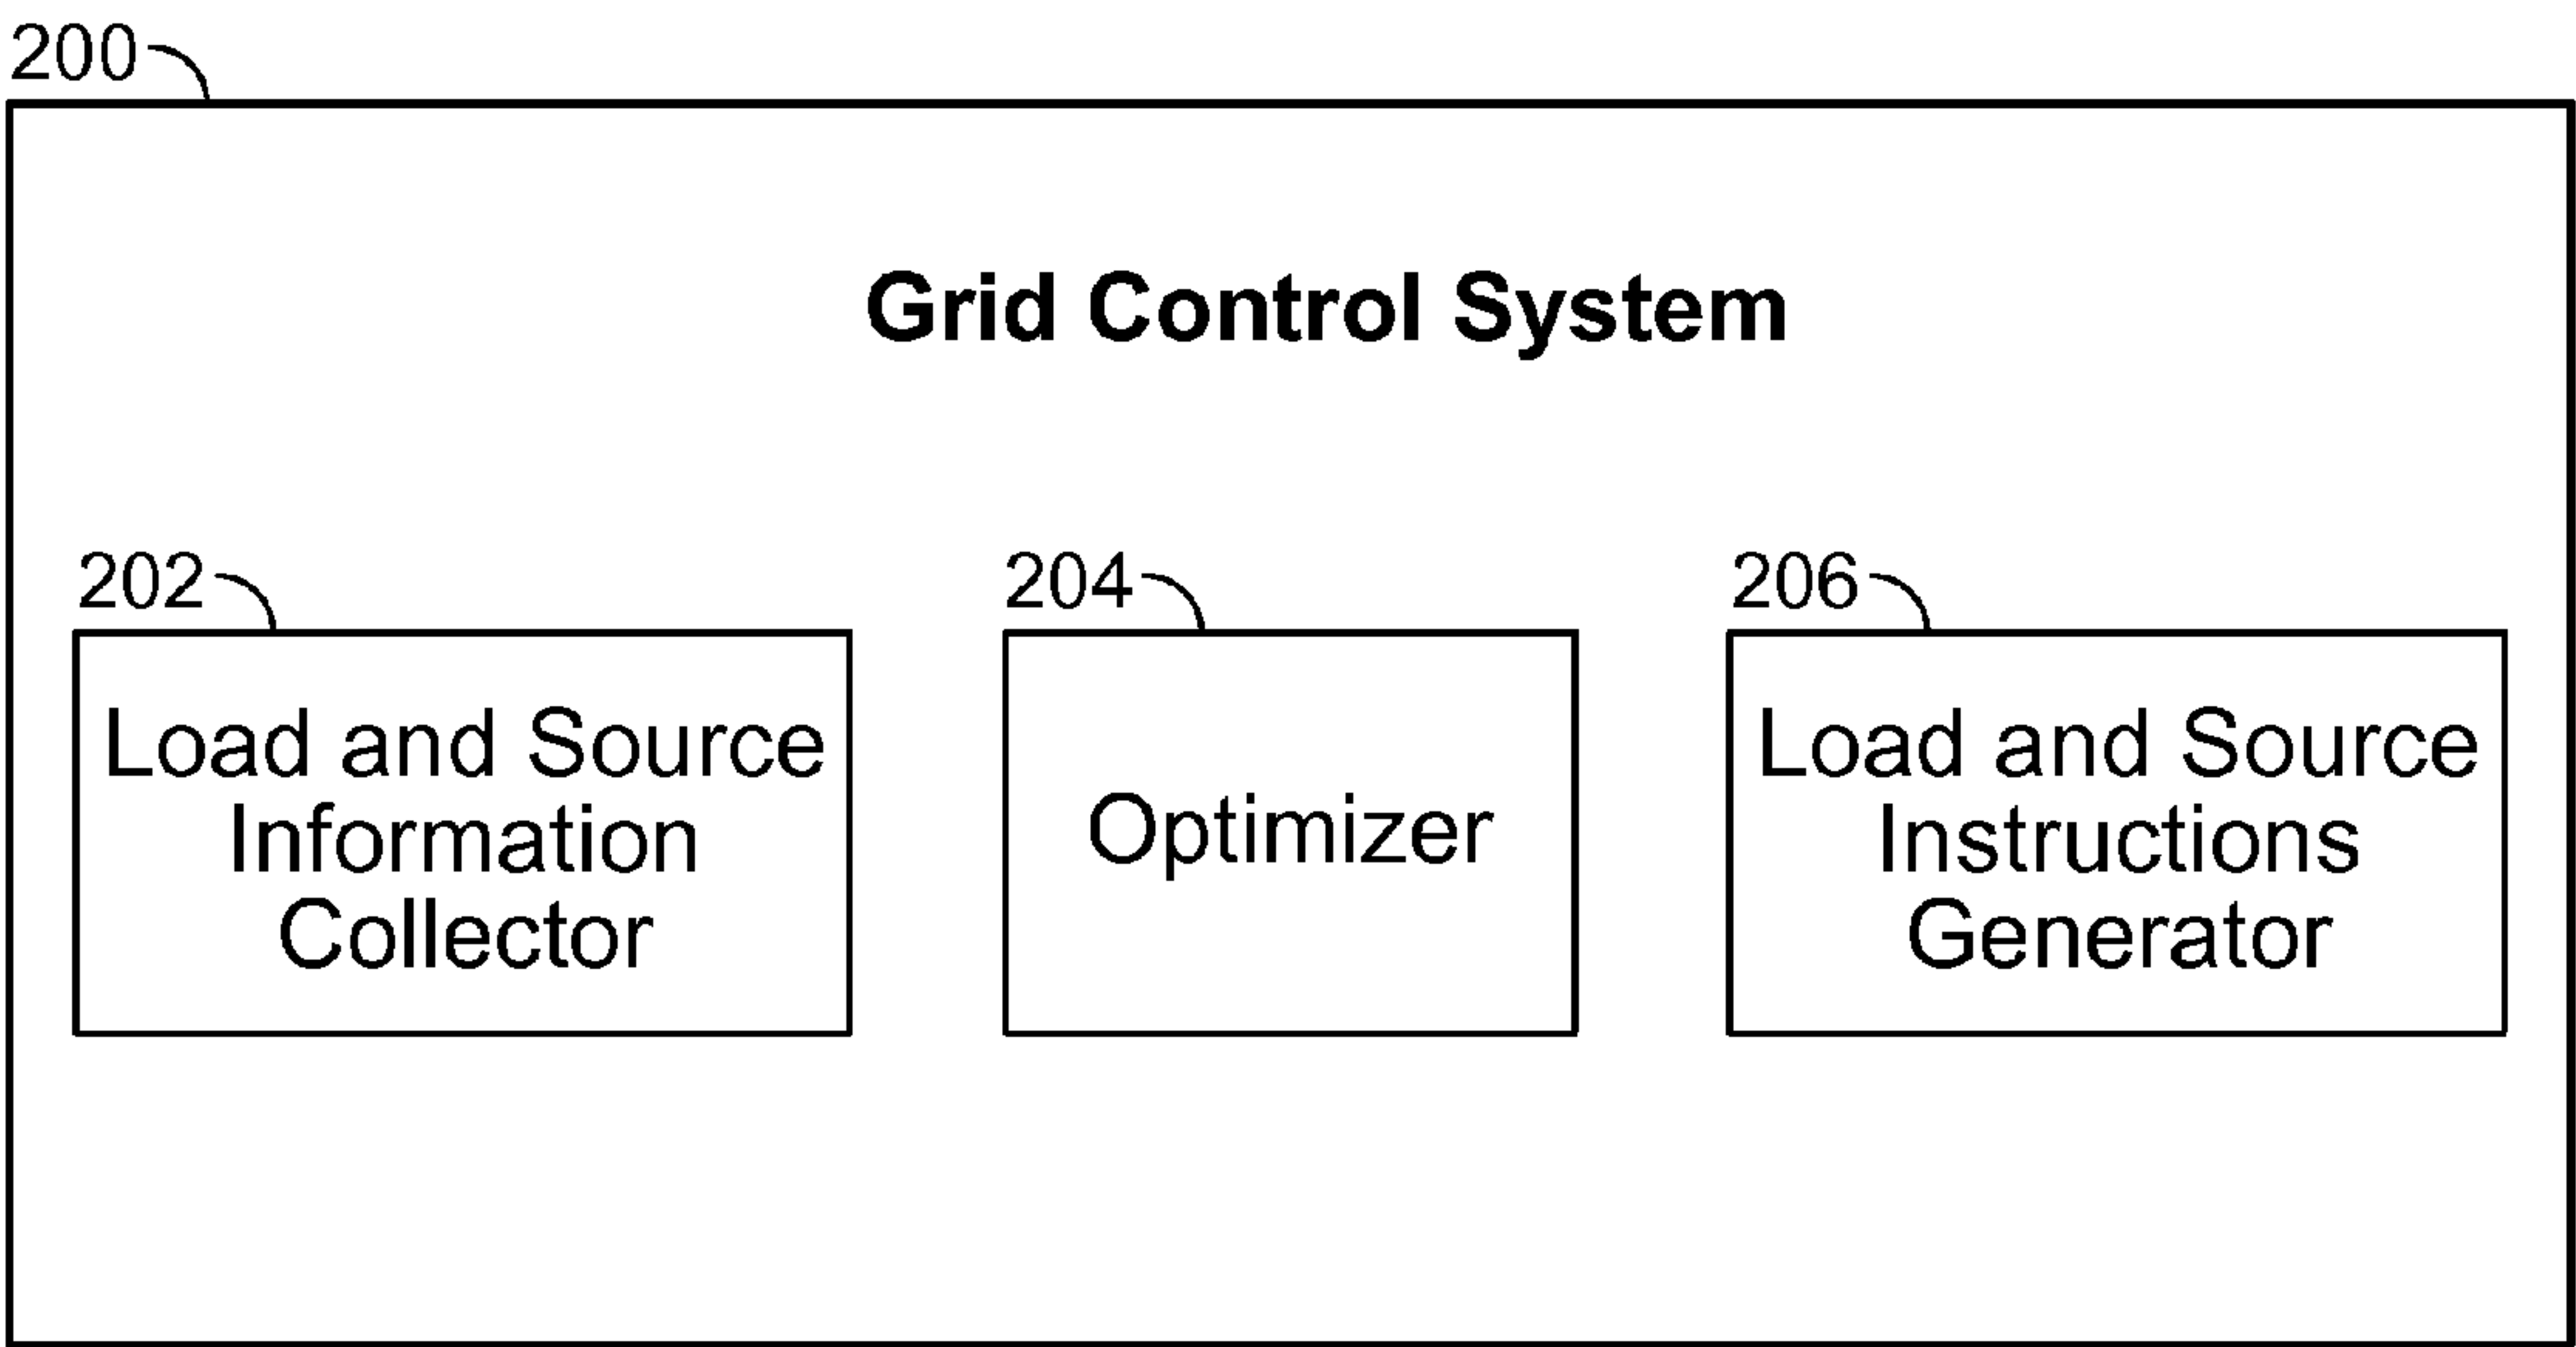 200
Grid Control System
202
204
206
Load and Source
Information
Collector
Optimizer
Load and Source
Instructions
Generator